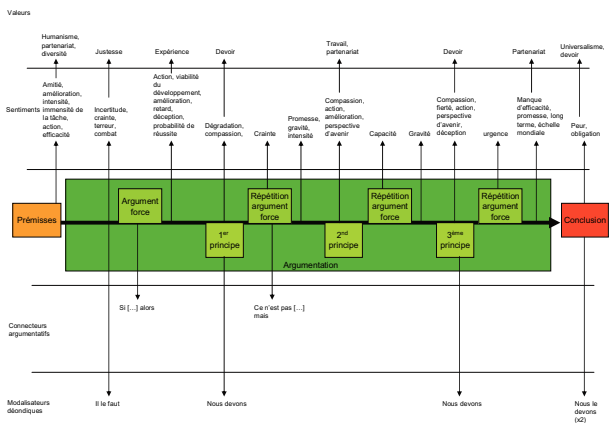 Valeurs
Humanisme,
partenariat,
diversité
Justesse
Expérience
Devoir
Travail,
partenariat
Devoir
Partenariat
Universalisme,
devoir
Sentiments
Amitié,
amélioration,
intensité,
immensité de
la tâche,
action,
efficacité
Incertitude,
crainte,
terreur,
combat
Action, viabilité
du
développement,
amélioration,
retard,
déception,
probabilité de
réussite
Dégradation,
compassion,
Crainte
Promesse,
gravité,
intensité
Compassion,
action,
amélioration,
perspective
d'avenir
Capacité
Gravité
Compassion,
fierté, action,
perspective
d'avenir,
déception
urgence
Manque
d'efficacité,
promesse, long
terme, échelle
mondiale
Peur,
obligation
Prémisses
Argument
force
1er
principe
Répétition
argument
force
2nd
principe
Répétition
argument
force
3ème
principe
Répétition
argument
force
Conclusion
Argumentation
Connecteurs
argumentatifs
Si [...] alors
Ce n'est pas [...]
mais
Modalisateurs
déondiques
Il le faut
Nous devons
Nous devons
Nous le
devons
(x2)